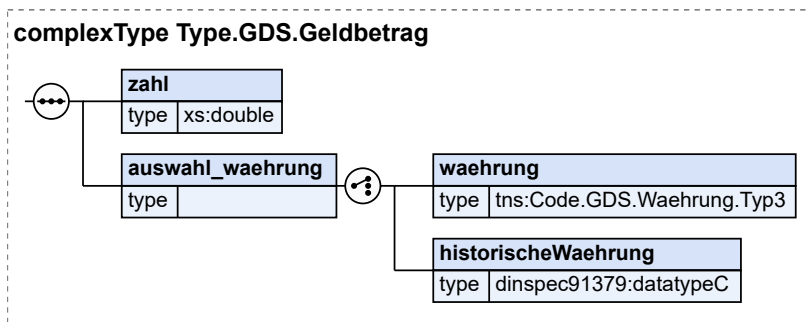 complexType Type.GDS.Geldbetrag
zahl
type xs:double
auswahl_waehrung
type
waehrung
type tns:Code.GDS.Waehrung.Typ3
historischeWaehrung
type dinspec91379:datatypeC